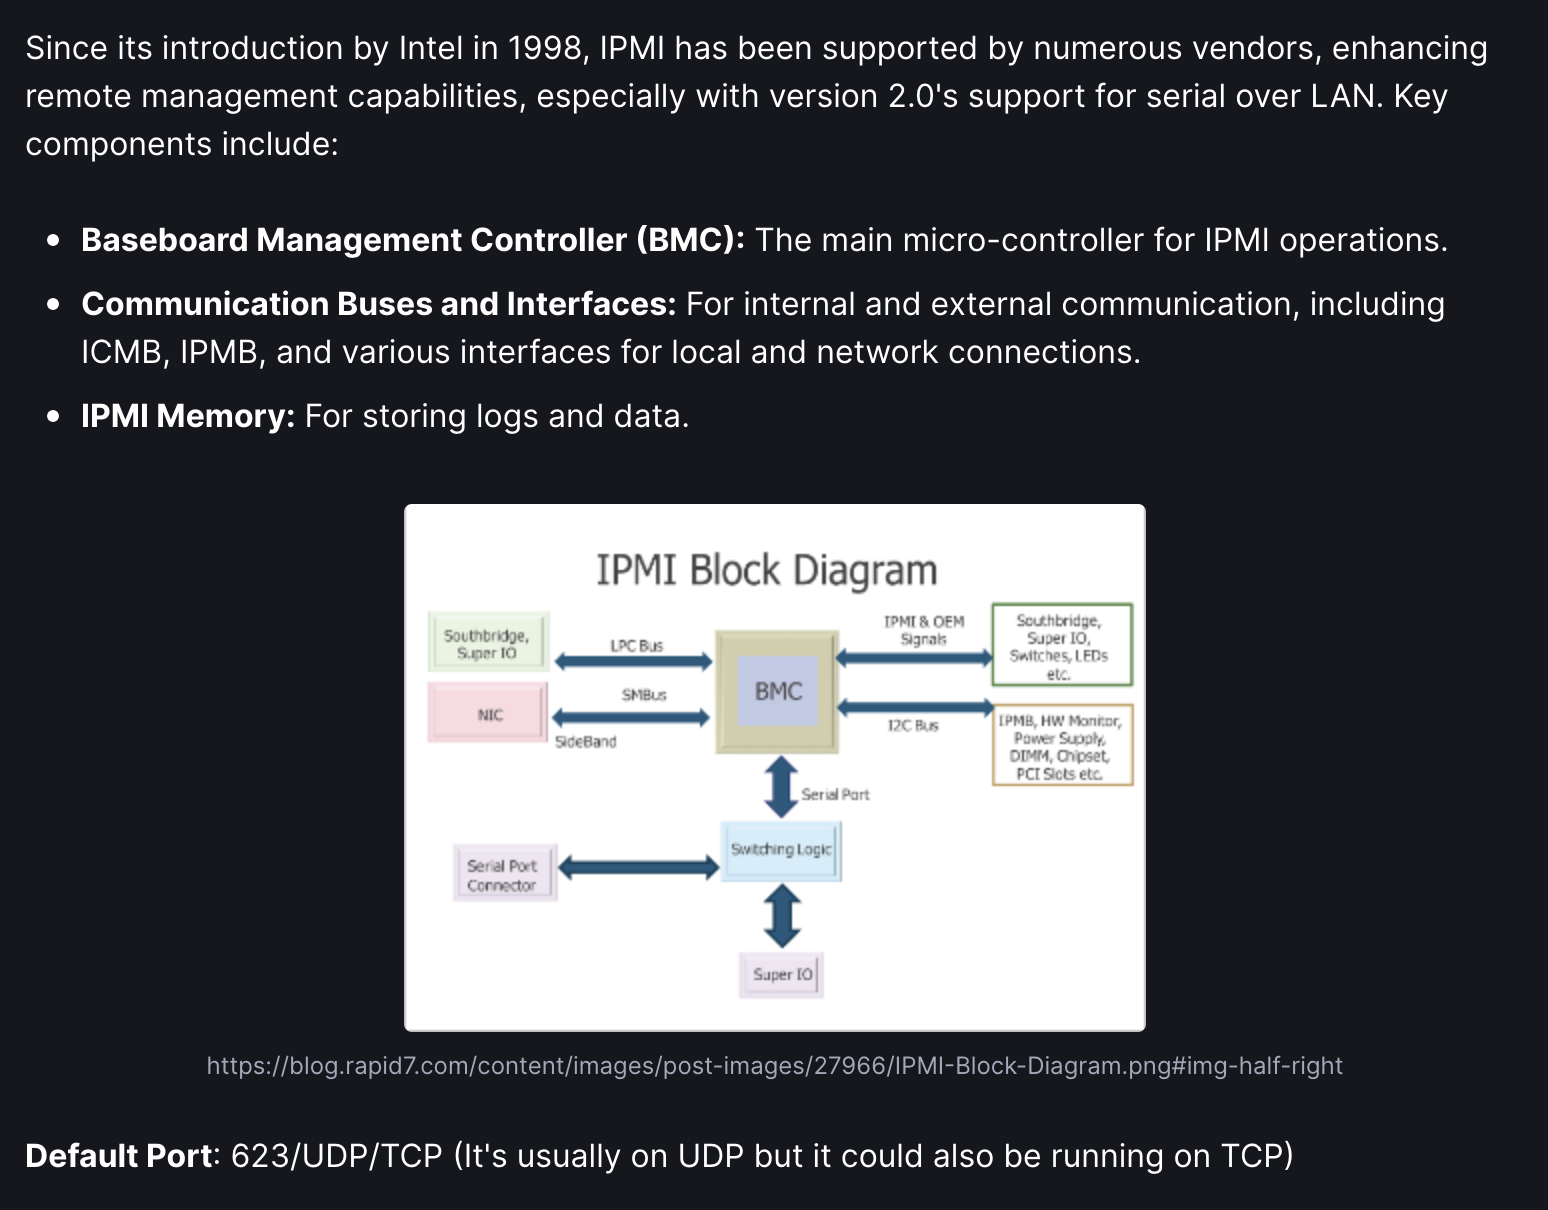 Since its introduction by Intel in 1998, IPMI has been supported by numerous vendors, enhancing
remote management capabilities, especially with version 2.0's support for serial over LAN. Key
components include:
Baseboard Management Controller (BMC): The main micro-controller for IPMI operations.
Communication Buses and Interfaces: For internal and external communication, including
ICMB, IPMB, and various interfaces for local and network connections.
IPMI Memory: For storing logs and data.
IPMI Block Diagram
Southbridge,
Super IO
LPC Bus
BMC
IPMI & OEM
Signals
Southbridge,
Super IO,
Switches, LEDs
etc.
NIC
SMBus
SideBand
I2C Bus
IPMB, HW Monitor,
Power Supply,
DIMM, Chipset,
PCI Slots etc.
Serial Port
Switching Logic
Serial Port
Connector
Super IO
https://blog.rapid7.com/content/images/post-images/27966/IPMI-Block-Diagram.png#img-half-right
Default Port: 623/UDP/TCP (It's usually on UDP but it could also be running on TCP)